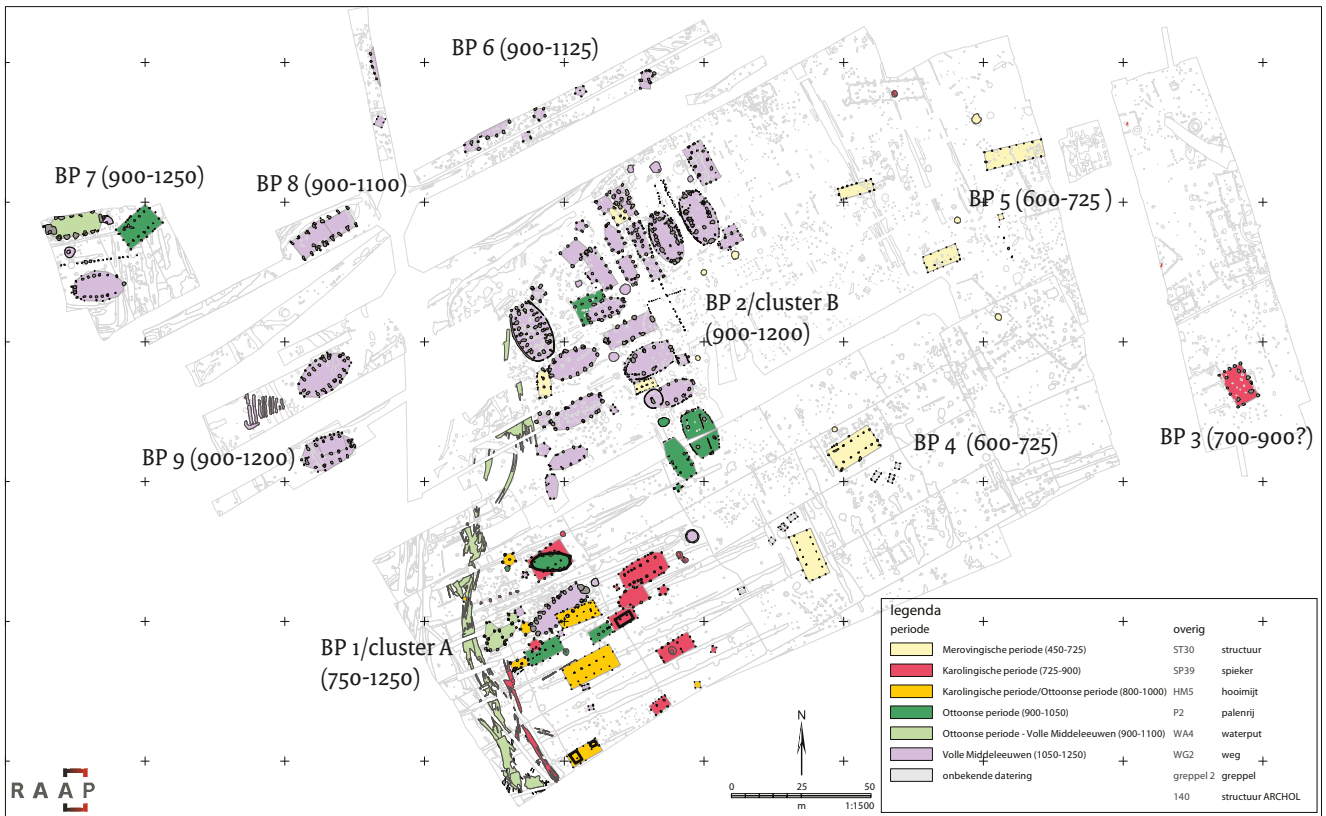 BP 6 (900-1125)
BP 7 (900-1250)
BP 8 (900-1100)
BP 5 (600-725 )
BP 2/cluster B
(900-1200)
BP 4 (600-725)
BP 3 (700-900?)
BP 9 (900-1200)
BP 1/cluster A
(750-1250)
legenda
periode
Merovingische periode (450-725)
Karolingische periode (725-900)
Karolingische periode/Ottoonse periode (800-1000)
Ottoonse periode (900-1050)
Ottoonse periode - Volle Middeleeuwen (900-1100)
Volle Middeleeuwen (1050-1250)
onbekende datering
overig
ST30 structuur
SP39 spieker
HM5 hooimijt
P2 palenrij
WA4 waterput
WG2 weg
greppel 2 greppel
140 structuur ARCHOL
N
0 25 50
m 1:1500
RAAP